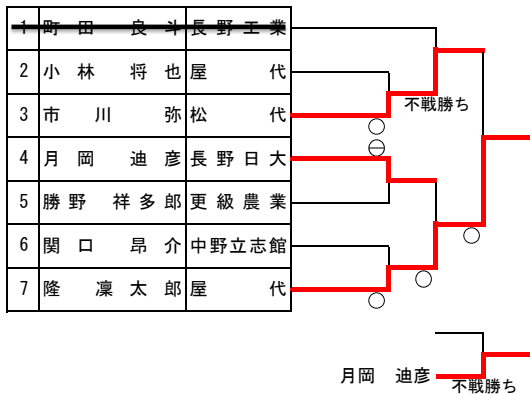 1 町田 良斗 長野工業
2 小林 将也 屋代
3 市川 弥 松代
不戦勝ち
4 月岡 迪彦 長野日大
5 勝野 祥多郎 更級農業
6 関口 昂介 中野立志館
7 隆 凜太郎 屋代
月岡 迪彦
不戦勝ち